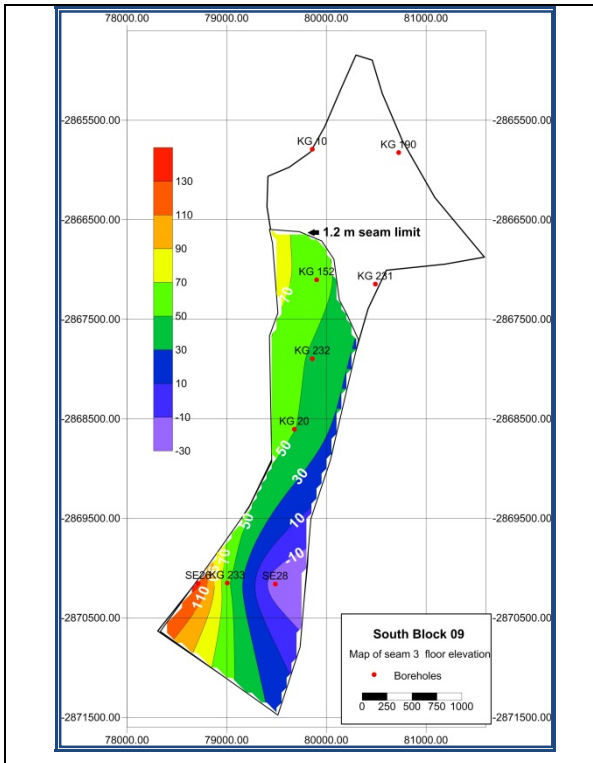 78000.00 79000.00 80000.00 81000.00
-2865500.00 -2865500.00
KG 10
KG 190
130
110
90
70
50
30
10
-10
-30
-2866500.00 -2866500.00
1.2 m seam limit
KG 152 KG 231
70
-2867500.00 -2867500.00
KG 232
-2868500.00 -2868500.00
KG 20
50
30
-2869500.00 -2869500.00
50
10
70
-10
SE26 KG 233 SE28
110
-2870500.00 -2870500.00
South Block 09
Map of seam 3 floor elevation
Boreholes
0 250 500 750 1000
-2871500.00 -2871500.00
78000.00 79000.00 80000.00 81000.00